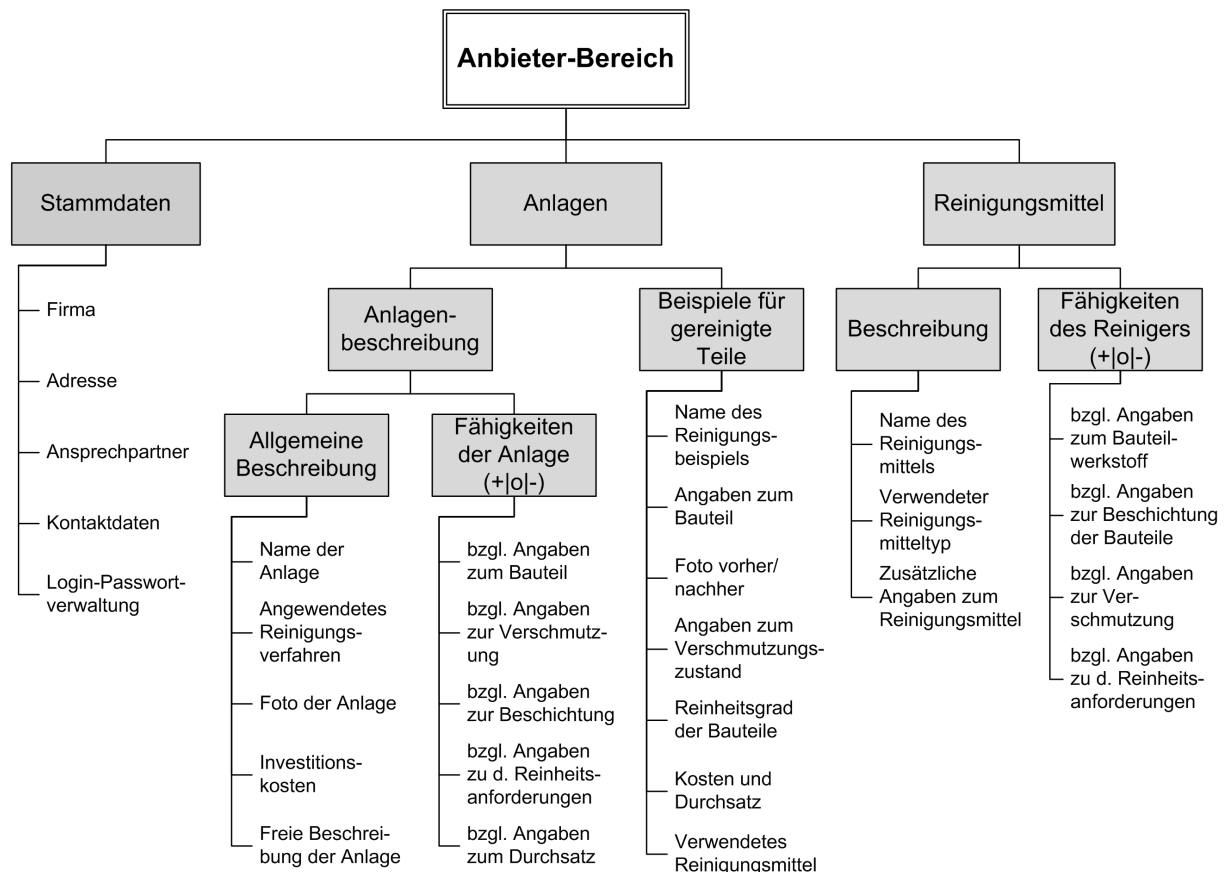 Anbieter-Bereich
Stammdaten
Anlagen
Reinigungsmittel
Firma
Adresse
Ansprechpartner
Kontaktdaten
Login-Passwort-
verwaltung
Anlagen-
beschreibung
Beispiele für
gereinigte
Teile
Beschreibung
Fähigkeiten
des Reinigers
(+|o|-)
Allgemeine
Beschreibung
Fähigkeiten
der Anlage
(+|o|-)
Name der
Anlage
Angewendetes
Reinigungs-
verfahren
Foto der Anlage
Investitions-
kosten
Freie Beschrei-
bung der Anlage
bzgl. Angaben
zum Bauteil
bzgl. Angaben
zur Verschmutz-
ung
bzgl. Angaben
zur Beschichtung
bzgl. Angaben
zu d. Reinheits-
anforderungen
bzgl. Angaben
zum Durchsatz
Name des
Reinigungs-
beispiels
Angaben zum
Bauteil
Foto vorher/
nachher
Angaben zum
Verschmutzungs-
zustand
Reinheitsgrad
der Bauteile
Kosten und
Durchsatz
Verwendetes
Reinigungsmittel
Name des
Reinigungs-
mittels
Verwendeter
Reinigungs-
mitteltyp
Zusätzliche
Angaben zum
Reinigungsmittel
bzgl. Angaben
zum Bauteil-
werkstoff
bzgl. Angaben
zur Beschichtung
der Bauteile
bzgl. Angaben
zur Ver-
schmutzung
bzgl. Angaben
zu d. Reinheits-
anforderungen